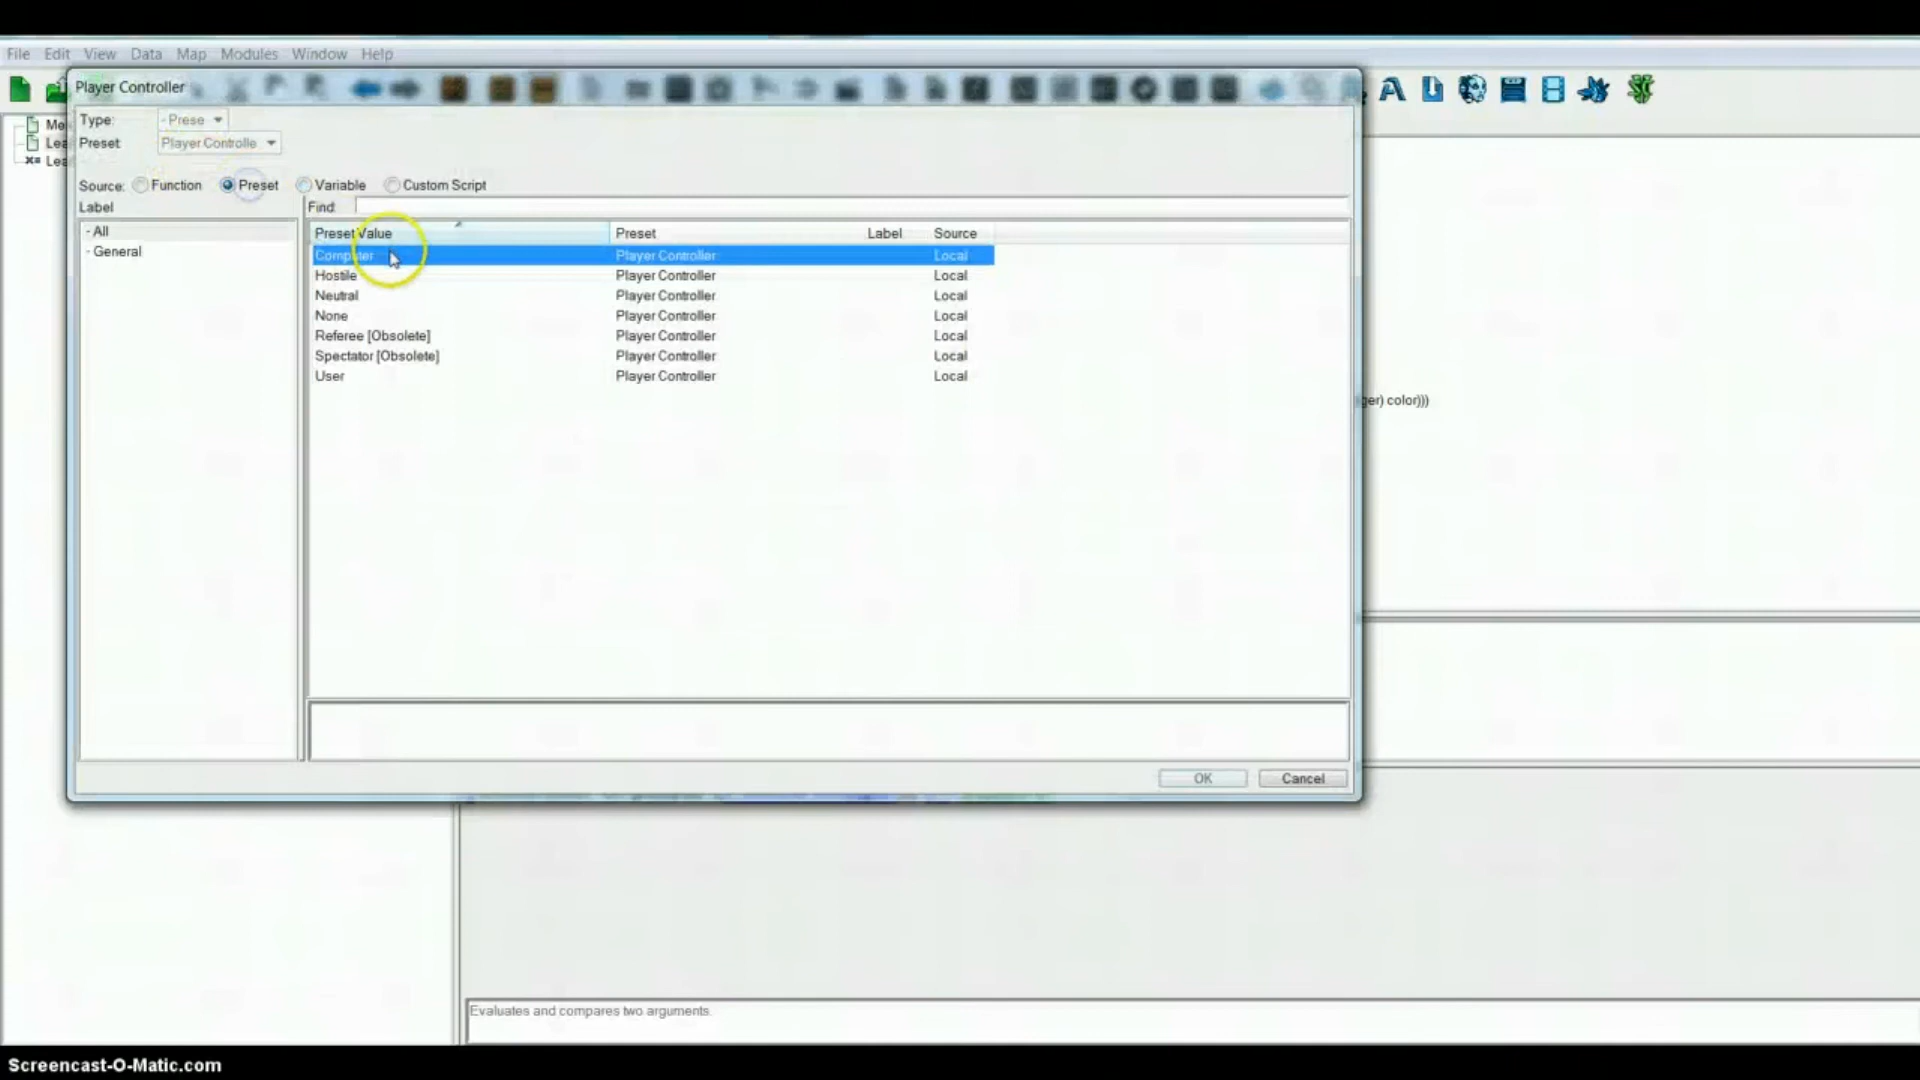 File Edit View Data Map Modules Window Help
Player Controller
Type: - Prese
Preset: Player Controlle
Me
Lea
Lea
Source: Function Preset Variable Custom Script
Label
Find:
- All
- General
Preset Value Preset Label Source
Computer Player Controller Local
Hostile Player Controller Local
Neutral Player Controller Local
None Player Controller Local
Referee [Obsolete] Player Controller Local
Spectator [Obsolete] Player Controller Local
User Player Controller Local
ger) color)))
OK Cancel
Evaluates and compares two arguments.
Screencast-O-Matic.com